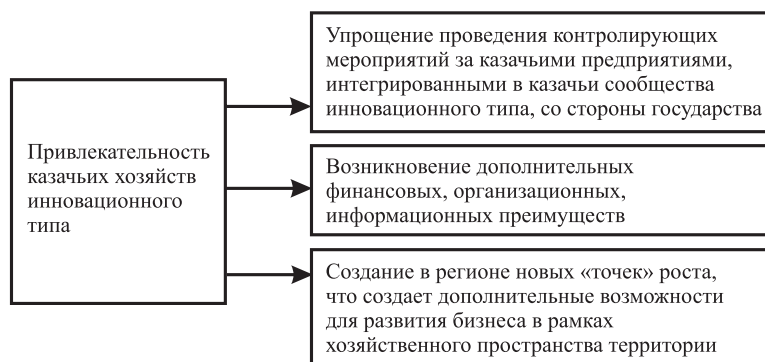 Привлекательность
казачьих хозяйств
инновационного
типа
Упрощение проведения контролирующих
мероприятий за казачьими предприятиями,
интегрированными в казачьи сообщества
инновационного типа, со стороны государства
Возникновение дополнительных
финансовых, организационных,
информационных преимуществ
Создание в регионе новых «точек» роста,
что создает дополнительные возможности
для развития бизнеса в рамках
хозяйственного пространства территории